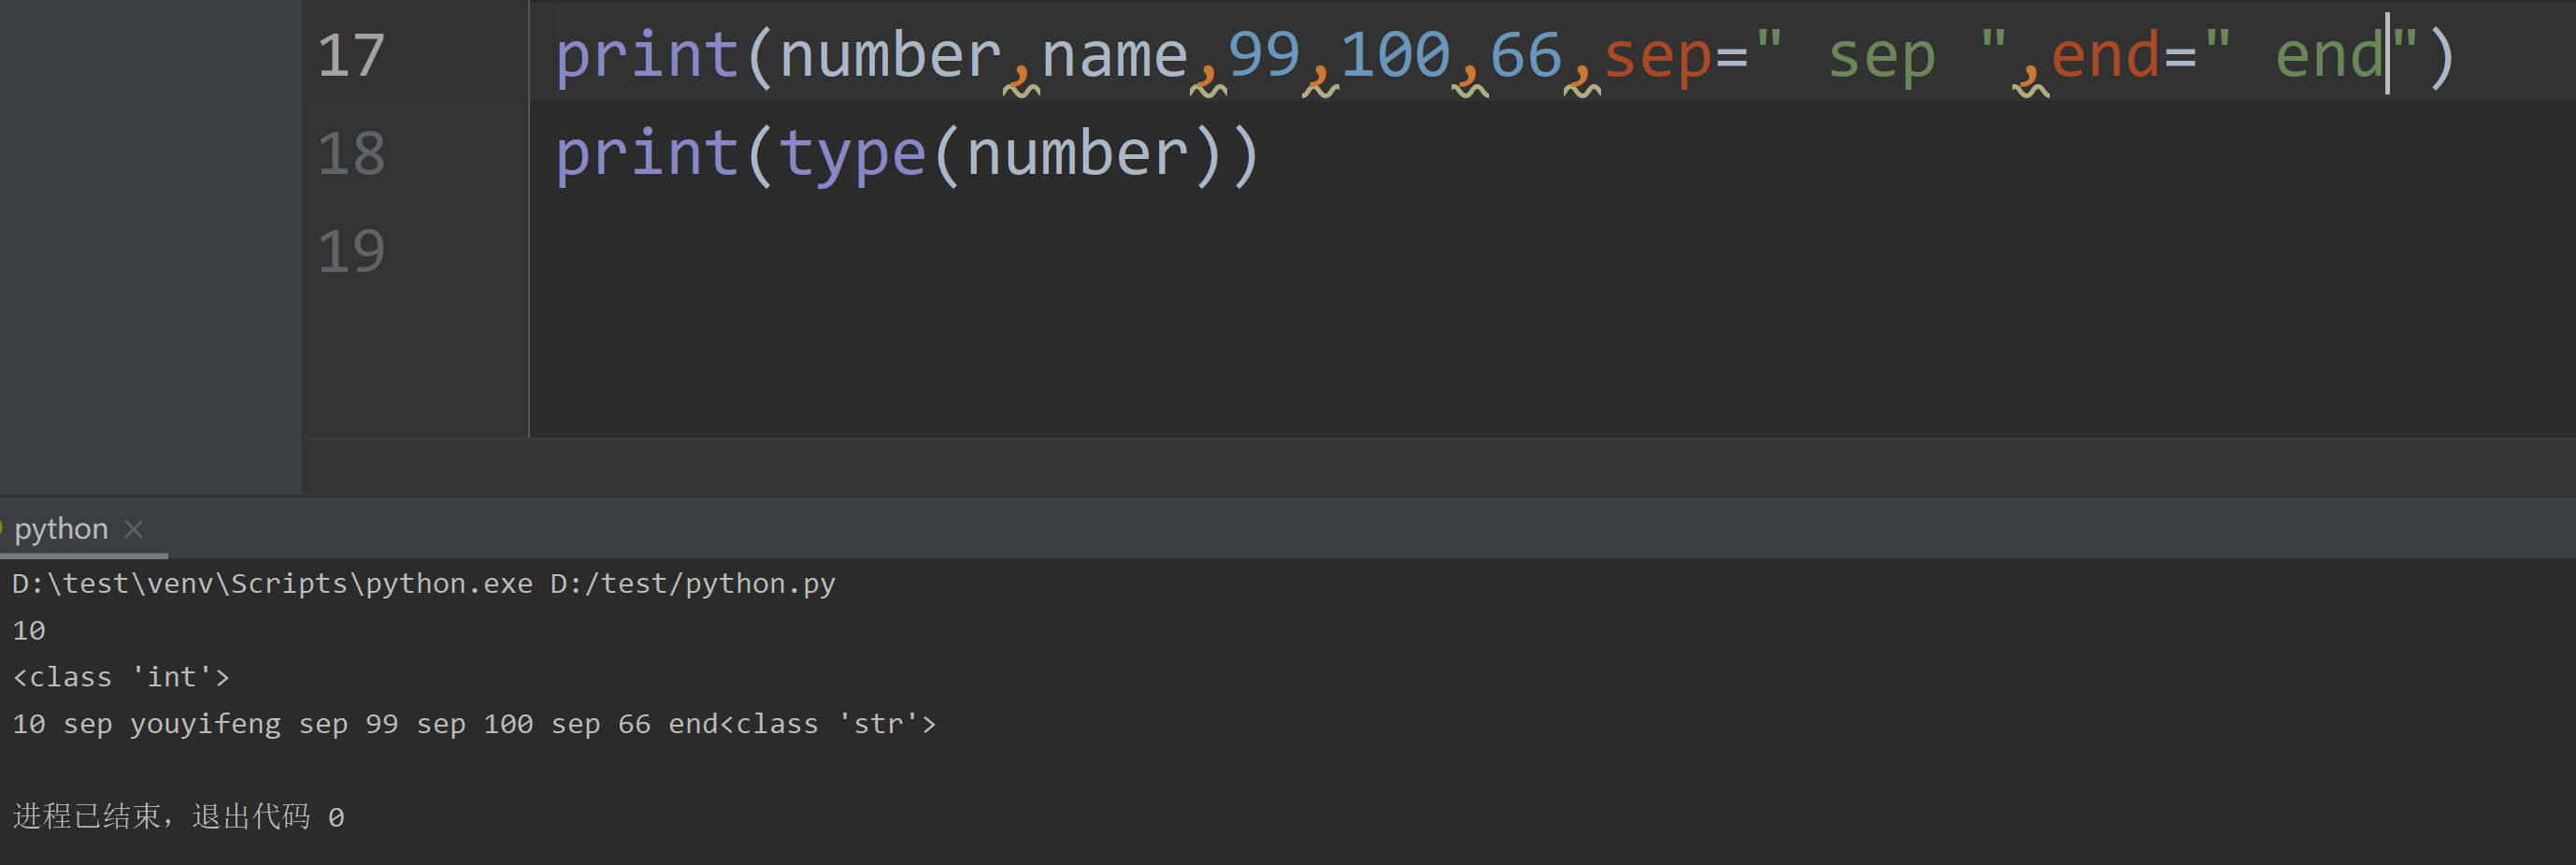 17 print(number,name,99,100,66,sep=" sep ",end=" end")
18 print(type(number))
19
python
D:\test\venv\Scripts\python.exe D:/test/python.py
10
<class 'int'>
10 sep youyifeng sep 99 sep 100 sep 66 end<class 'str'>
进程已结束，退出代码 0